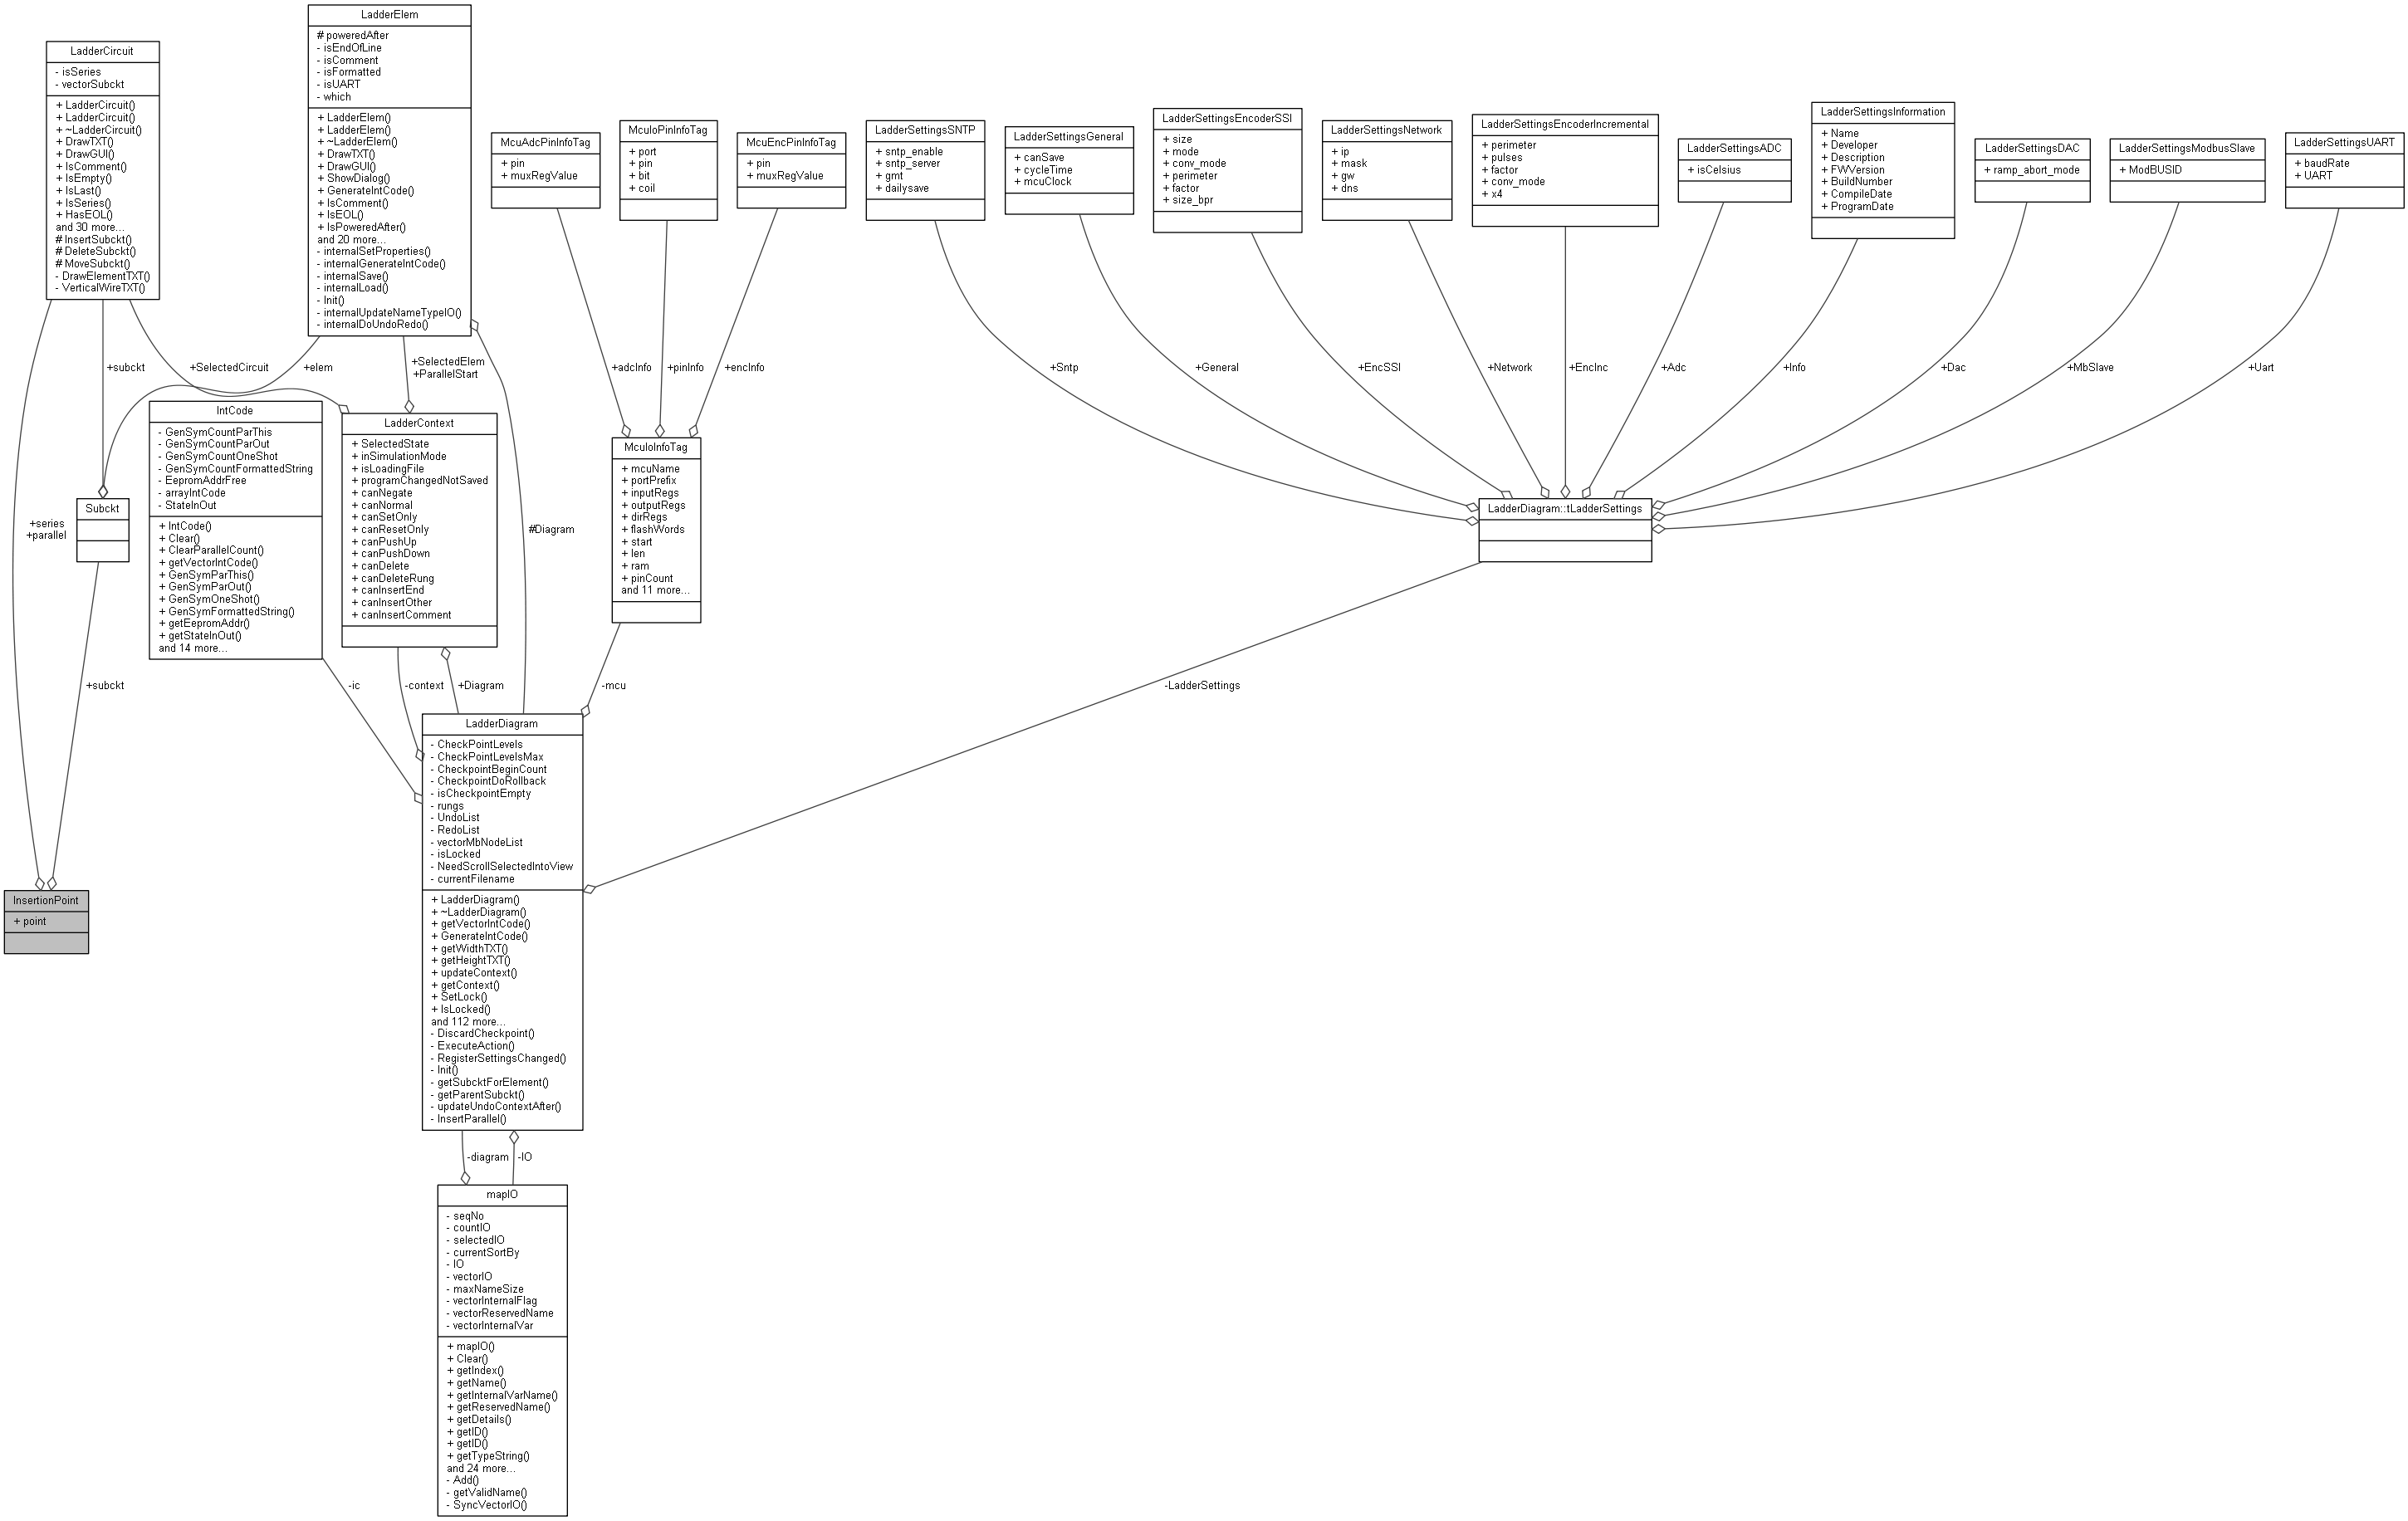 LadderCircuit
- isSeries
- vectorSubckt
+ LadderCircuit()
+ LadderCircuit()
+ ~LadderCircuit()
+ DrawTXT()
+ DrawGUI()
+ IsComment()
+ IsEmpty()
+ IsLast()
+ IsSeries()
+ HasEOL()
and 30 more...
# InsertSubckt()
# DeleteSubckt()
# MoveSubckt()
- DrawElementTXT()
- VerticalWireTXT()
LadderElem
# poweredAfter
- isEndOfLine
- isComment
- isFormatted
- isUART
- which
+ LadderElem()
+ LadderElem()
+ ~LadderElem()
+ DrawTXT()
+ DrawGUI()
+ ShowDialog()
+ GenerateIntCode()
+ IsComment()
+ IsEOL()
+ IsPoweredAfter()
and 20 more...
- internalSetProperties()
- internalGenerateIntCode()
- internalSave()
- internalLoad()
- Init()
- internalUpdateNameTypeIO()
- internalDoUndoRedo()
McuAdcPinInfoTag
+ pin
+ muxRegValue
McuIoPinInfoTag
+ port
+ pin
+ bit
+ coil
McuEncPinInfoTag
+ pin
+ muxRegValue
LadderSettingsSNTP
+ sntp_enable
+ sntp_server
+ gmt
+ dailysave
LadderSettingsGeneral
+ canSave
+ cycleTime
+ mcuClock
LadderSettingsEncoderSSI
+ size
+ mode
+ conv_mode
+ perimeter
+ factor
+ size_bpr
LadderSettingsNetwork
+ ip
+ mask
+ gw
+ dns
LadderSettingsEncoderIncremental
+ perimeter
+ pulses
+ factor
+ conv_mode
+ x4
LadderSettingsADC
+ isCelsius
LadderSettingsInformation
+ Name
+ Developer
+ Description
+ FWVersion
+ BuildNumber
+ CompileDate
+ ProgramDate
LadderSettingsDAC
+ ramp_abort_mode
LadderSettingsModbusSlave
+ ModBUSID
LadderSettingsUART
+ baudRate
+ UART
+subckt
+SelectedCircuit
+elem
+SelectedElem
+ParallelStart
+adcInfo
+pinInfo
+encInfo
+Sntp
+General
+EncSSI
+Network
+EncInc
+Adc
+Info
+Dac
+MbSlave
+Uart
IntCode
- GenSymCountParThis
- GenSymCountParOut
- GenSymCountOneShot
- GenSymCountFormattedString
- EepromAddrFree
- arrayIntCode
- StateInOut
+ IntCode()
+ Clear()
+ ClearParallelCount()
+ getVectorIntCode()
+ GenSymParThis()
+ GenSymParOut()
+ GenSymOneShot()
+ GenSymFormattedString()
+ getEepromAddr()
+ getStateInOut()
and 14 more...
LadderContext
+ SelectedState
+ inSimulationMode
+ isLoadingFile
+ programChangedNotSaved
+ canNegate
+ canNormal
+ canSetOnly
+ canResetOnly
+ canPushUp
+ canPushDown
+ canDelete
+ canDeleteRung
+ canInsertEnd
+ canInsertOther
+ canInsertComment
McuIoInfoTag
+ mcuName
+ portPrefix
+ inputRegs
+ outputRegs
+ dirRegs
+ flashWords
+ start
+ len
+ ram
+ pinCount
and 11 more...
Subckt
LadderDiagram::tLadderSettings
+series
+parallel
#Diagram
+subckt
-ic
-context
+Diagram
-mcu
-LadderSettings
LadderDiagram
- CheckPointLevels
- CheckPointLevelsMax
- CheckpointBeginCount
- CheckpointDoRollback
- isCheckpointEmpty
- rungs
- UndoList
- RedoList
- vectorMbNodeList
- isLocked
- NeedScrollSelectedIntoView
- currentFilename
+ LadderDiagram()
+ ~LadderDiagram()
+ getVectorIntCode()
+ GenerateIntCode()
+ getWidthTXT()
+ getHeightTXT()
+ updateContext()
+ getContext()
+ SetLock()
+ IsLocked()
and 112 more...
- DiscardCheckpoint()
- ExecuteAction()
- RegisterSettingsChanged()
- Init()
- getSubcktForElement()
- getParentSubckt()
- updateUndoContextAfter()
- InsertParallel()
InsertionPoint
+ point
-diagram
-IO
mapIO
- seqNo
- countIO
- selectedIO
- currentSortBy
- IO
- vectorIO
- maxNameSize
- vectorInternalFlag
- vectorReservedName
- vectorInternalVar
+ mapIO()
+ Clear()
+ getIndex()
+ getName()
+ getInternalVarName()
+ getReservedName()
+ getDetails()
+ getID()
+ getID()
+ getTypeString()
and 24 more...
- Add()
- getValidName()
- SyncVectorIO()